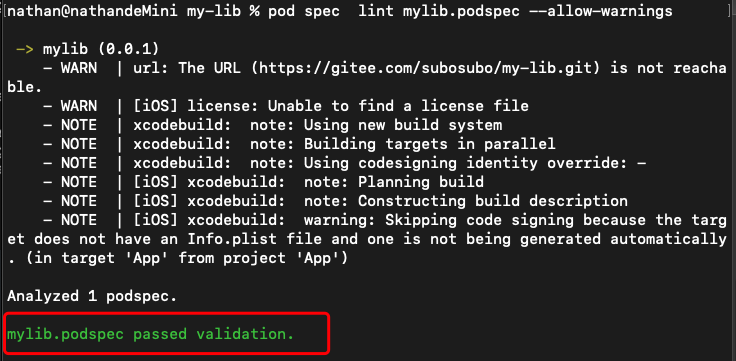 [nathan@nathandeMini my-lib % pod spec  lint mylib.podspec --allow-warnings      ]

 -> mylib (0.0.1)
    - WARN  | url: The URL (https://gitee.com/subosubo/my-lib.git) is not reacha
ble.
    - WARN  | [iOS] license: Unable to find a license file
    - NOTE  | xcodebuild:  note: Using new build system
    - NOTE  | xcodebuild:  note: Building targets in parallel
    - NOTE  | xcodebuild:  note: Using codesigning identity override: -
    - NOTE  | [iOS] xcodebuild:  note: Planning build
    - NOTE  | [iOS] xcodebuild:  note: Constructing build description
    - NOTE  | [iOS] xcodebuild:  warning: Skipping code signing because the targ
et does not have an Info.plist file and one is not being generated automatically
. (in target 'App' from project 'App')

Analyzed 1 podspec.

mylib.podspec passed validation.